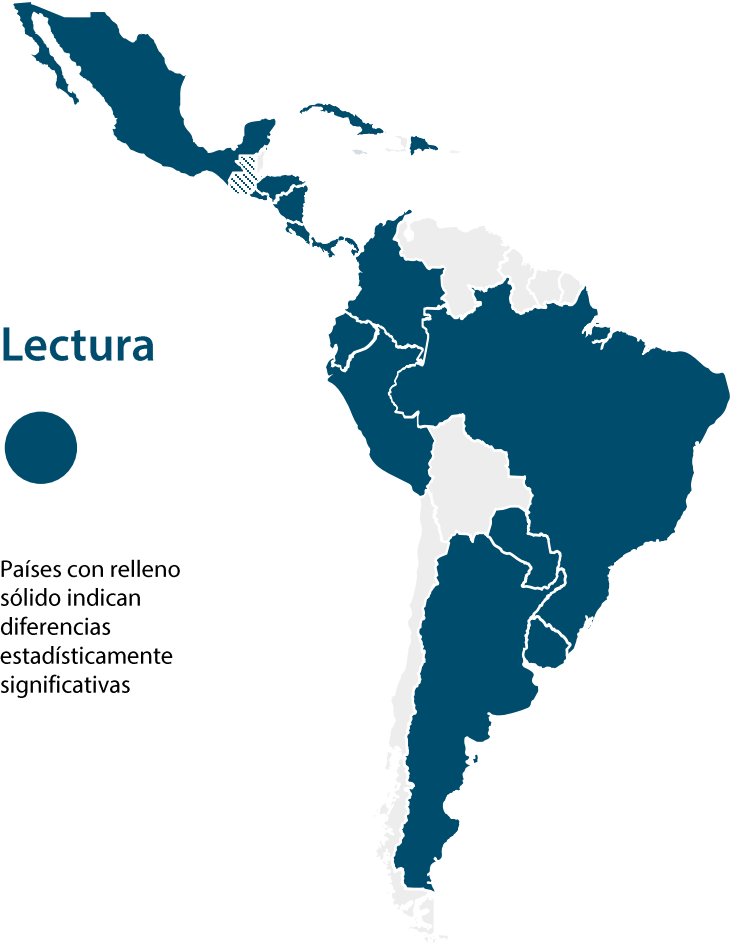 Lectura
Países con relleno
sólido indican
diferencias
estadísticamente
significativas